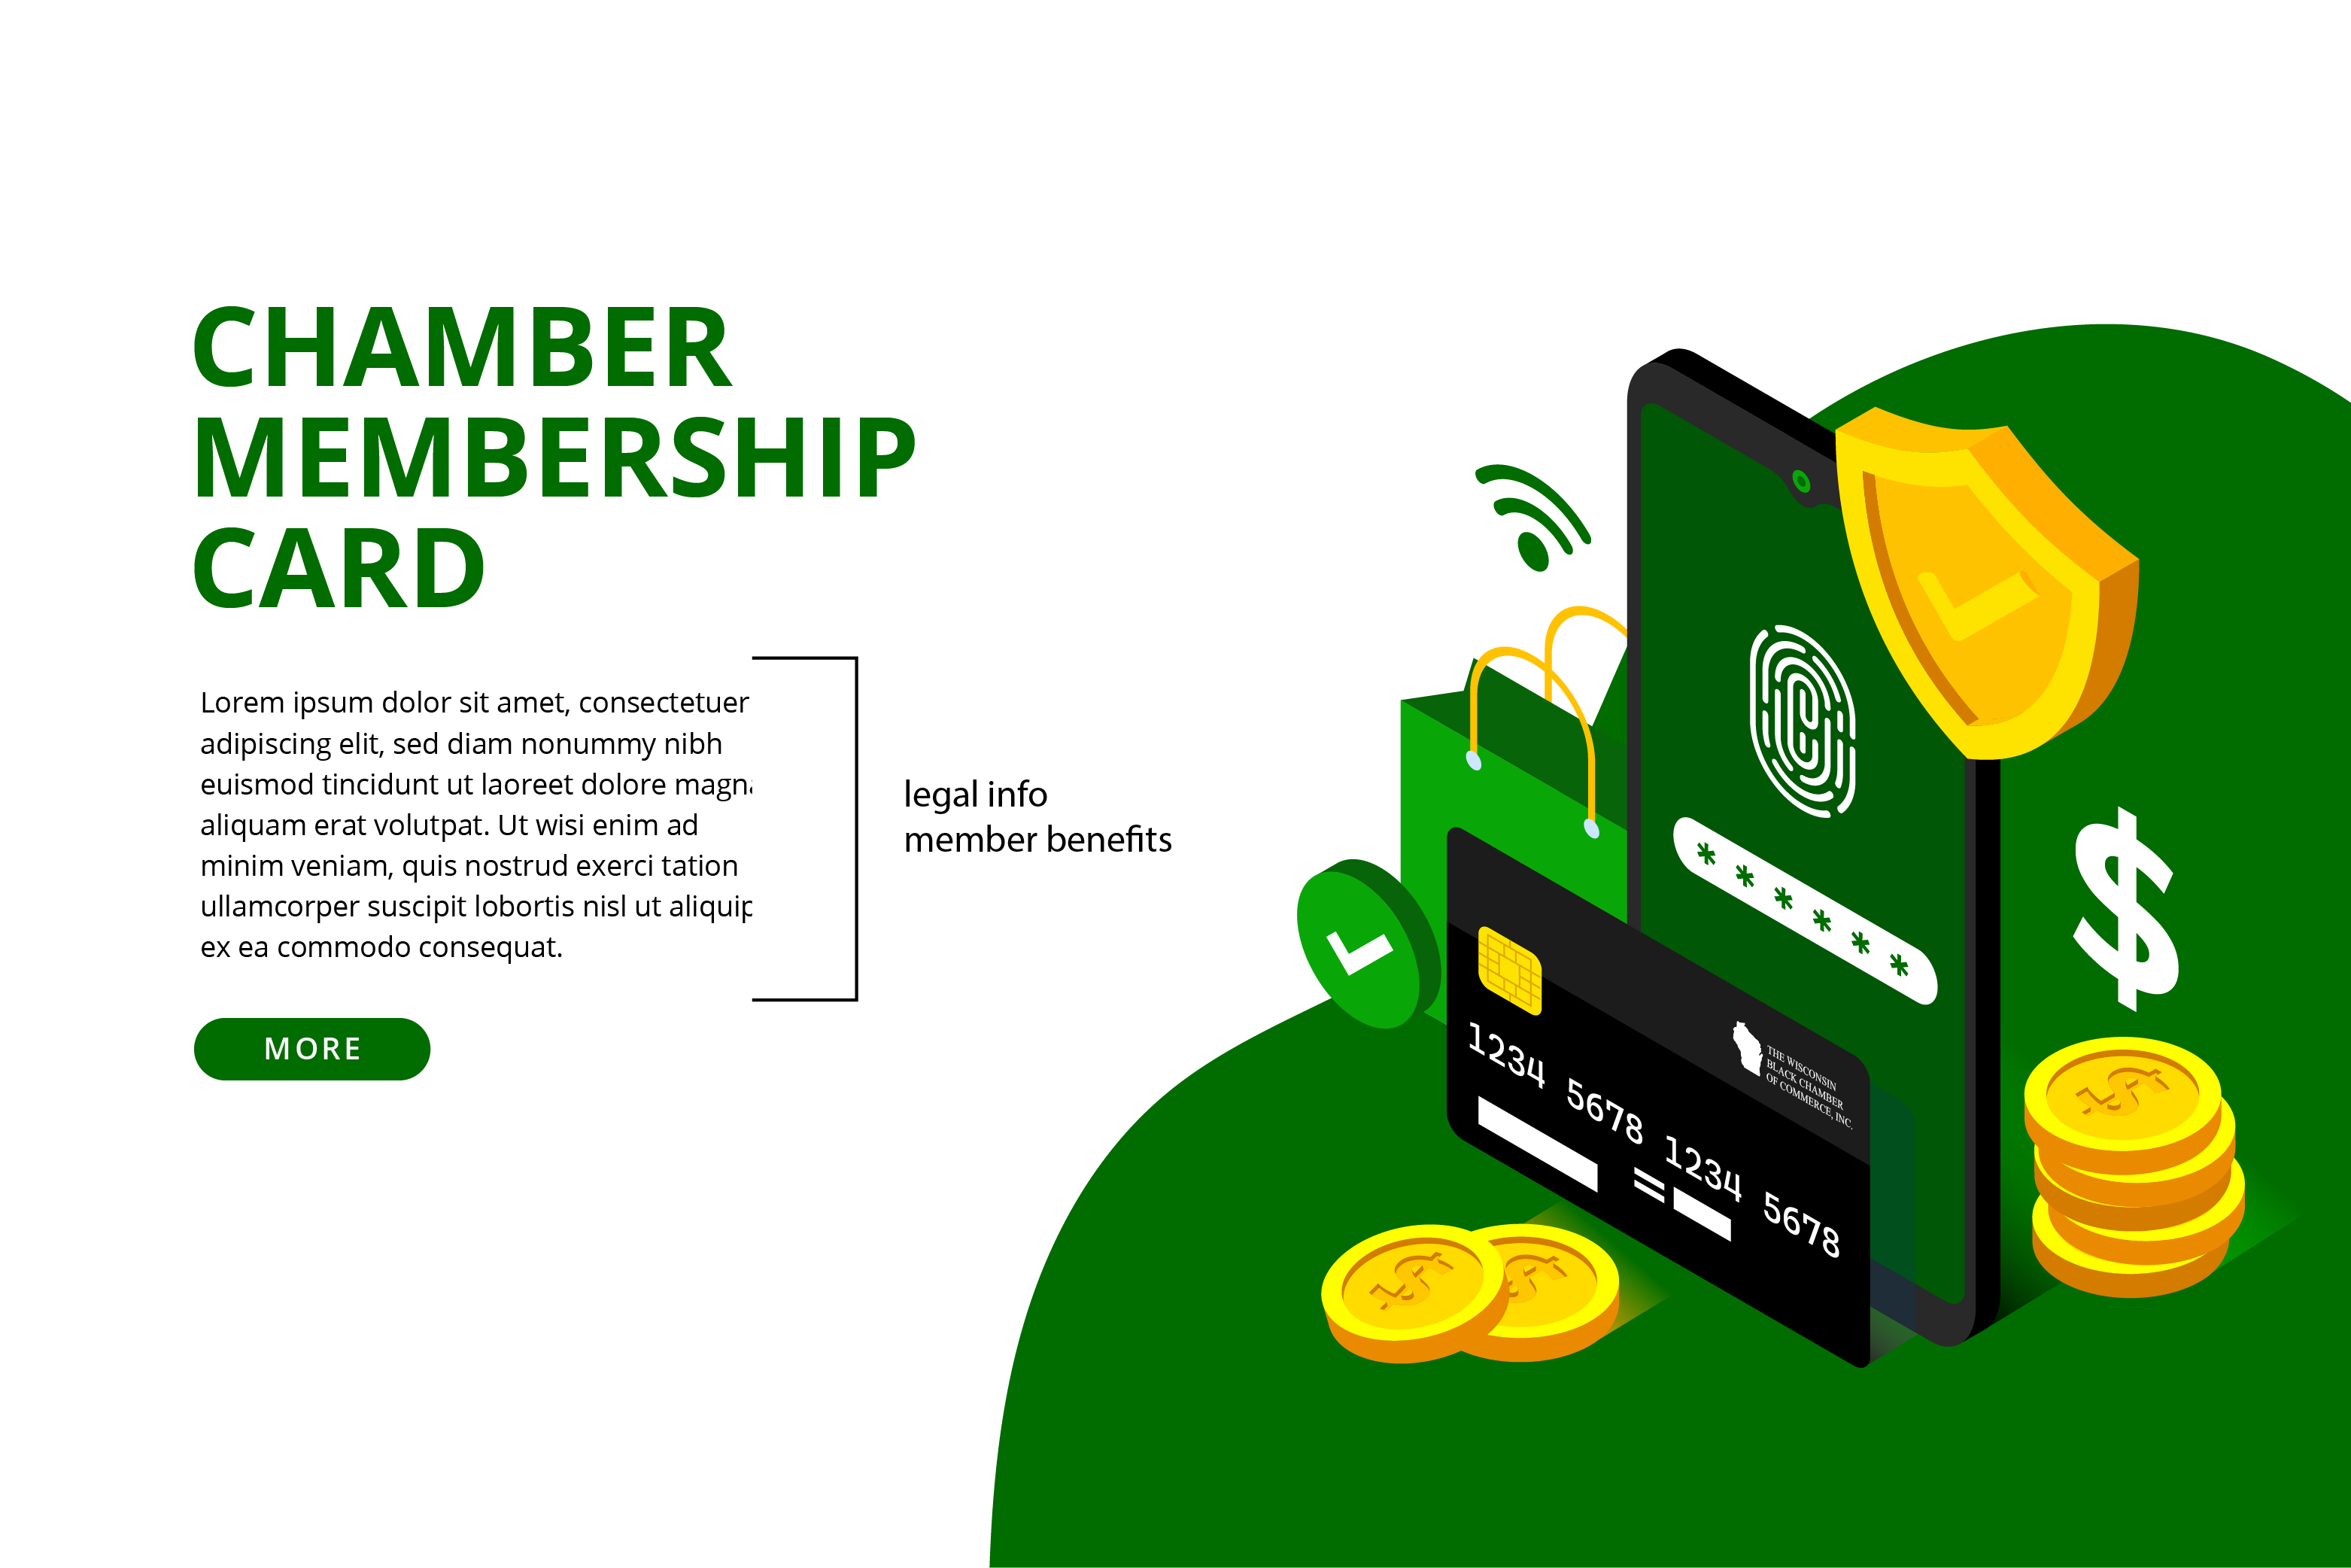 CHAMBER
MEMBERSHIP
CARD
Lorem ipsum dolor sit amet, consectetuer
adipiscing elit, sed diam nonummy nibh
euismod tincidunt ut laoreet dolore magna
aliquam erat volutpat. Ut wisi enim ad
minim veniam, quis nostrud exerci tation
ullamcorper suscipit lobortis nisl ut aliquip
ex ea commodo consequat.
MORE
legal info
member benefits
******
THE WISCONSIN
BLACK CHAMBER
OF COMMERCE, INC.
1234 5678 1234 5678
$